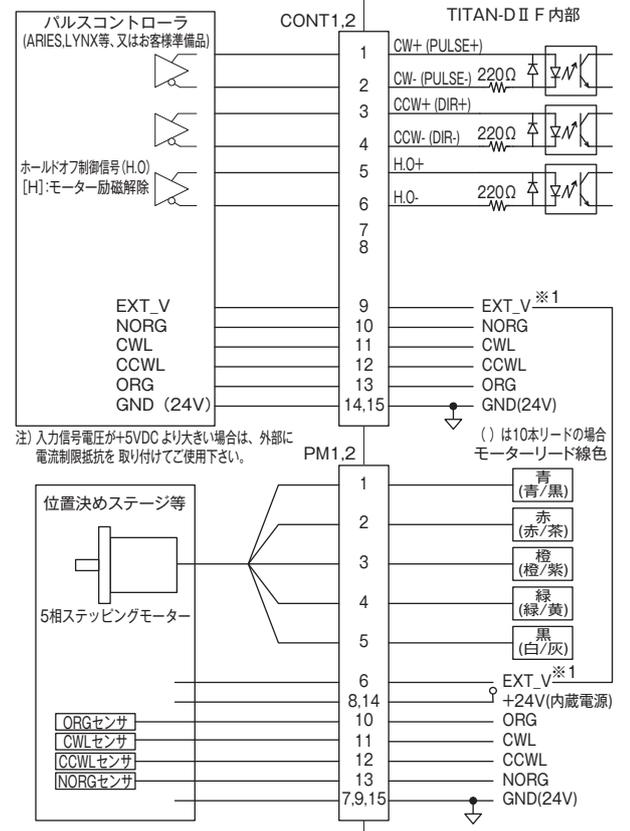 パルスコントローラ
(ARIES,LYNX等、又はお客様準備品)
CONT1,2
TITAN-DⅡF内部
1 CW+ (PULSE+)
2 CW- (PULSE-) 220Ω
3 CCW+ (DIR+)
4 CCW- (DIR-) 220Ω
ホールドオフ制御信号(H.O)
[H]:モーター励磁解除
5 H.O+
6 H.O- 220Ω
7
8
EXT_V 9 EXT_V ※1
NORG 10 NORG
CWL 11 CWL
CCWL 12 CCWL
ORG 13 ORG
GND (24V) 14,15 GND(24V)
注) 入力信号電圧が+5VDC より大きい場合は、外部に
電流制限抵抗を 取り付けてご使用下さい。
PM1,2
( ) は10本リードの場合
モーターリード線色
位置決めステージ等
5相ステッピングモーター
1 青
(青/黒)
2 赤
(赤/茶)
3 橙
(橙/紫)
4 緑
(緑/黄)
5 黒
(白/灰)
6 EXT_V ※1
8,14 +24V(内蔵電源)
ORGセンサ 10 ORG
CWLセンサ 11 CWL
CCWLセンサ 12 CCWL
NORGセンサ 13 NORG
7,9,15 GND(24V)